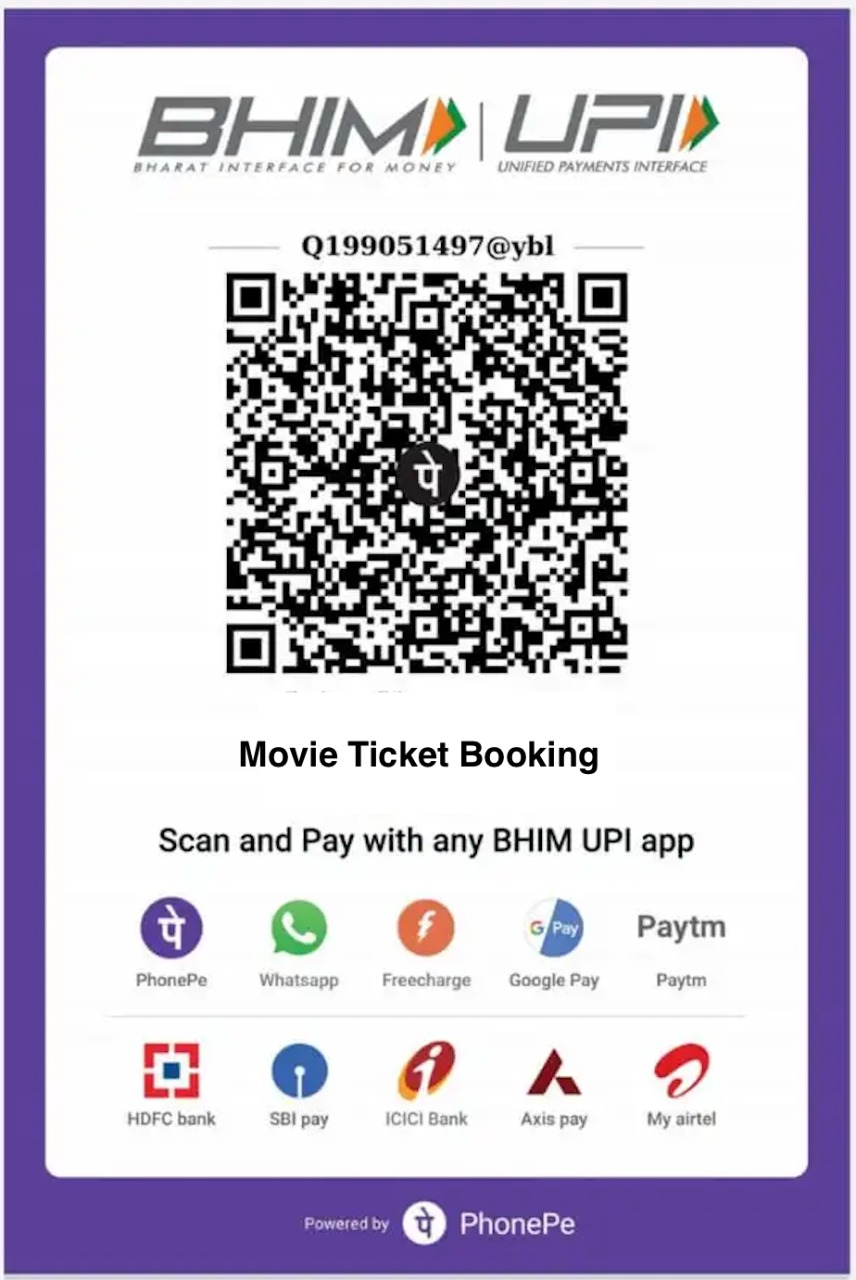 BHIM | UPI
BHARAT INTERFACE FOR MONEY UNIFIED PAYMENTS INTERFACE
Q199051497@ybl
पे
Movie Ticket Booking
Scan and Pay with any BHIM UPI app
पे G Pay Paytm
PhonePe Whatsapp Freecharge Google Pay Paytm
HDFC bank SBI pay ICICI Bank Axis pay My airtel
Powered by पे PhonePe